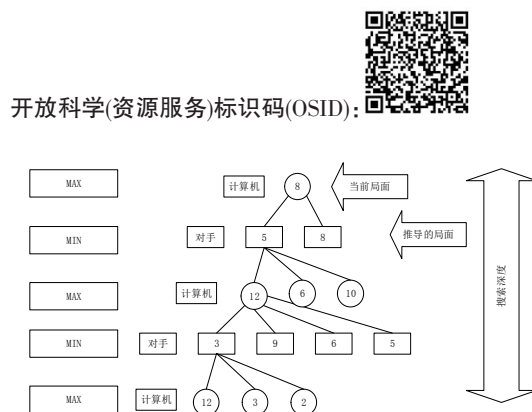 开放科学(资源服务)标识码(OSID):
MAX 计算机 8 当前局面
MIN 对手 5 8 推导的局面
MAX 计算机 12 6 10
搜索深度
MIN 对手 3 9 6 5
MAX 计算机 12 3 2